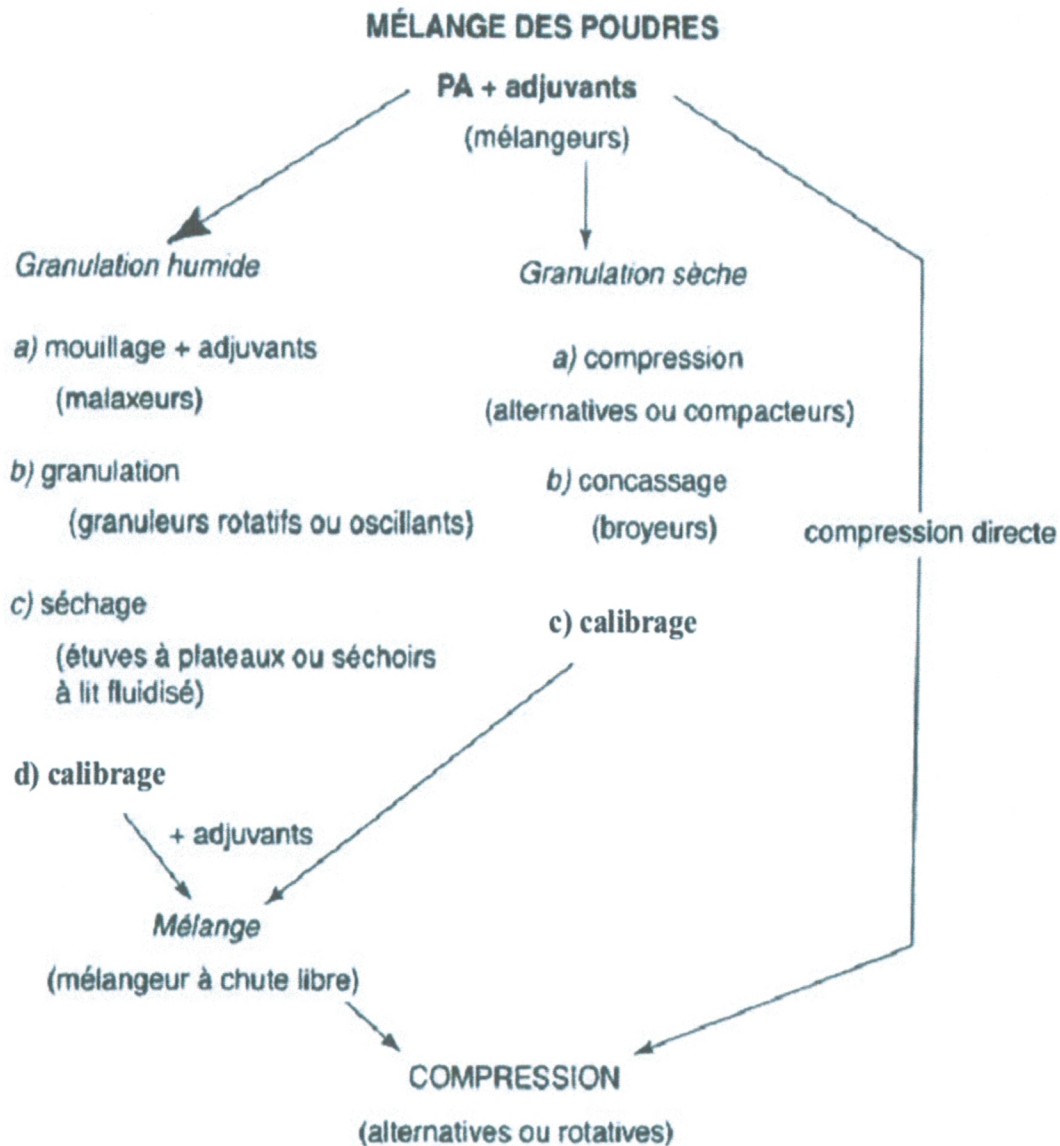 MÉLANGE DES POUDRES
PA + adjuvants
(mélangeurs)
Granulation humide
a) mouillage + adjuvants
(malaxeurs)
b) granulation
(granuleurs rotatifs ou oscillants)
c) séchage
(étuves à plateaux ou séchoirs
à lit fluidisé)
d) calibrage
+ adjuvants
Granulation sèche
a) compression
(alternatives ou compacteurs)
b) concassage
(broyeurs)
c) calibrage
compression directe
Mélange
(mélangeur à chute libre)
COMPRESSION
(alternatives ou rotatives)